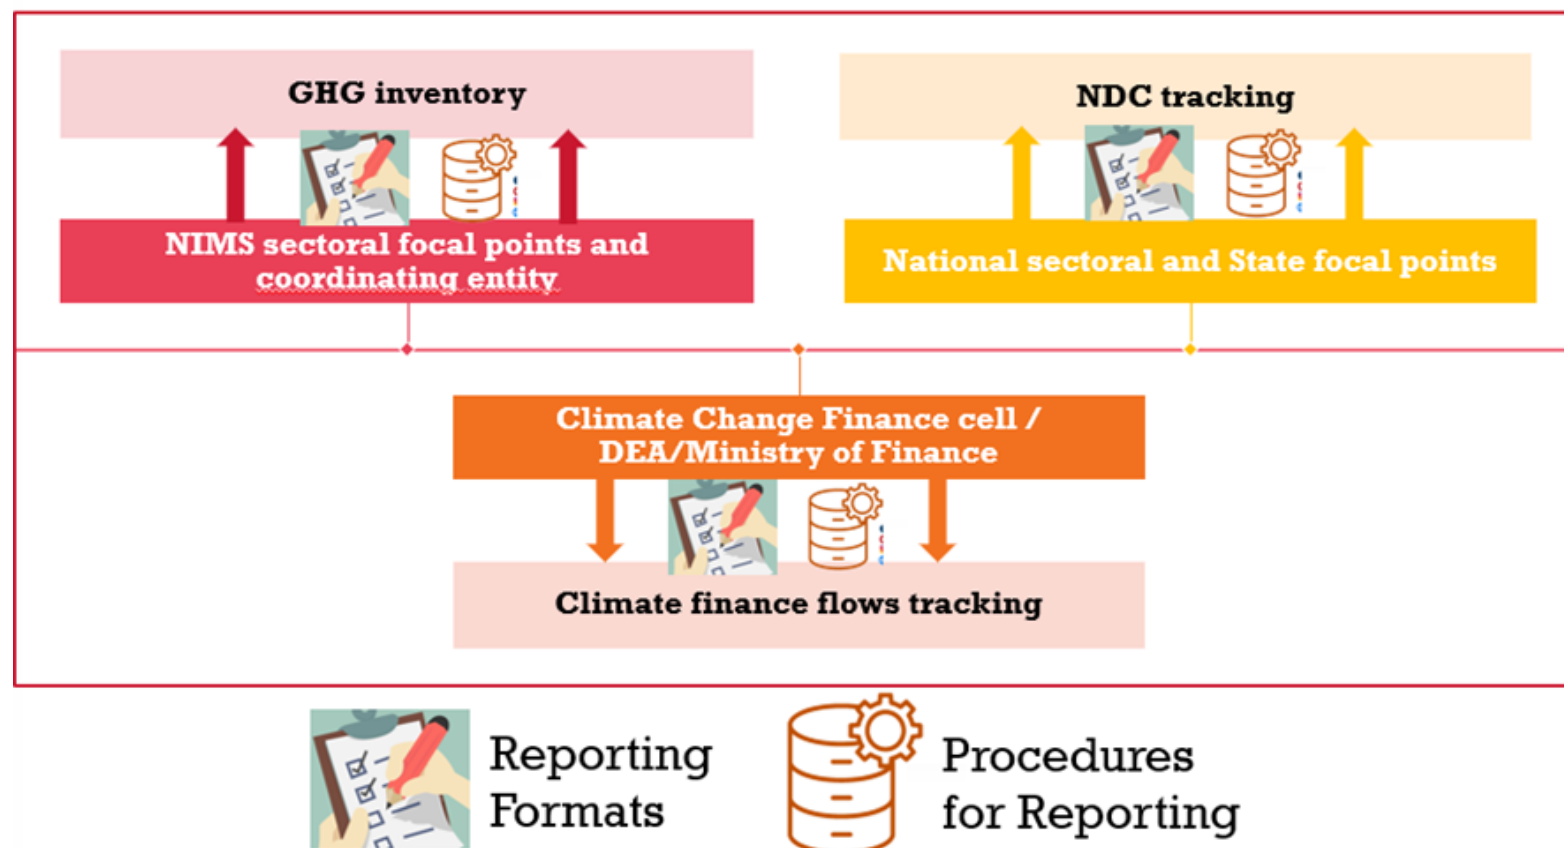 GHG inventory
NDC tracking
NIMS sectoral focal points and
coordinating entity
National sectoral and State focal points
Climate Change Finance cell /
DEA/Ministry of Finance
Climate finance flows tracking
Reporting
Formats
Procedures
for Reporting